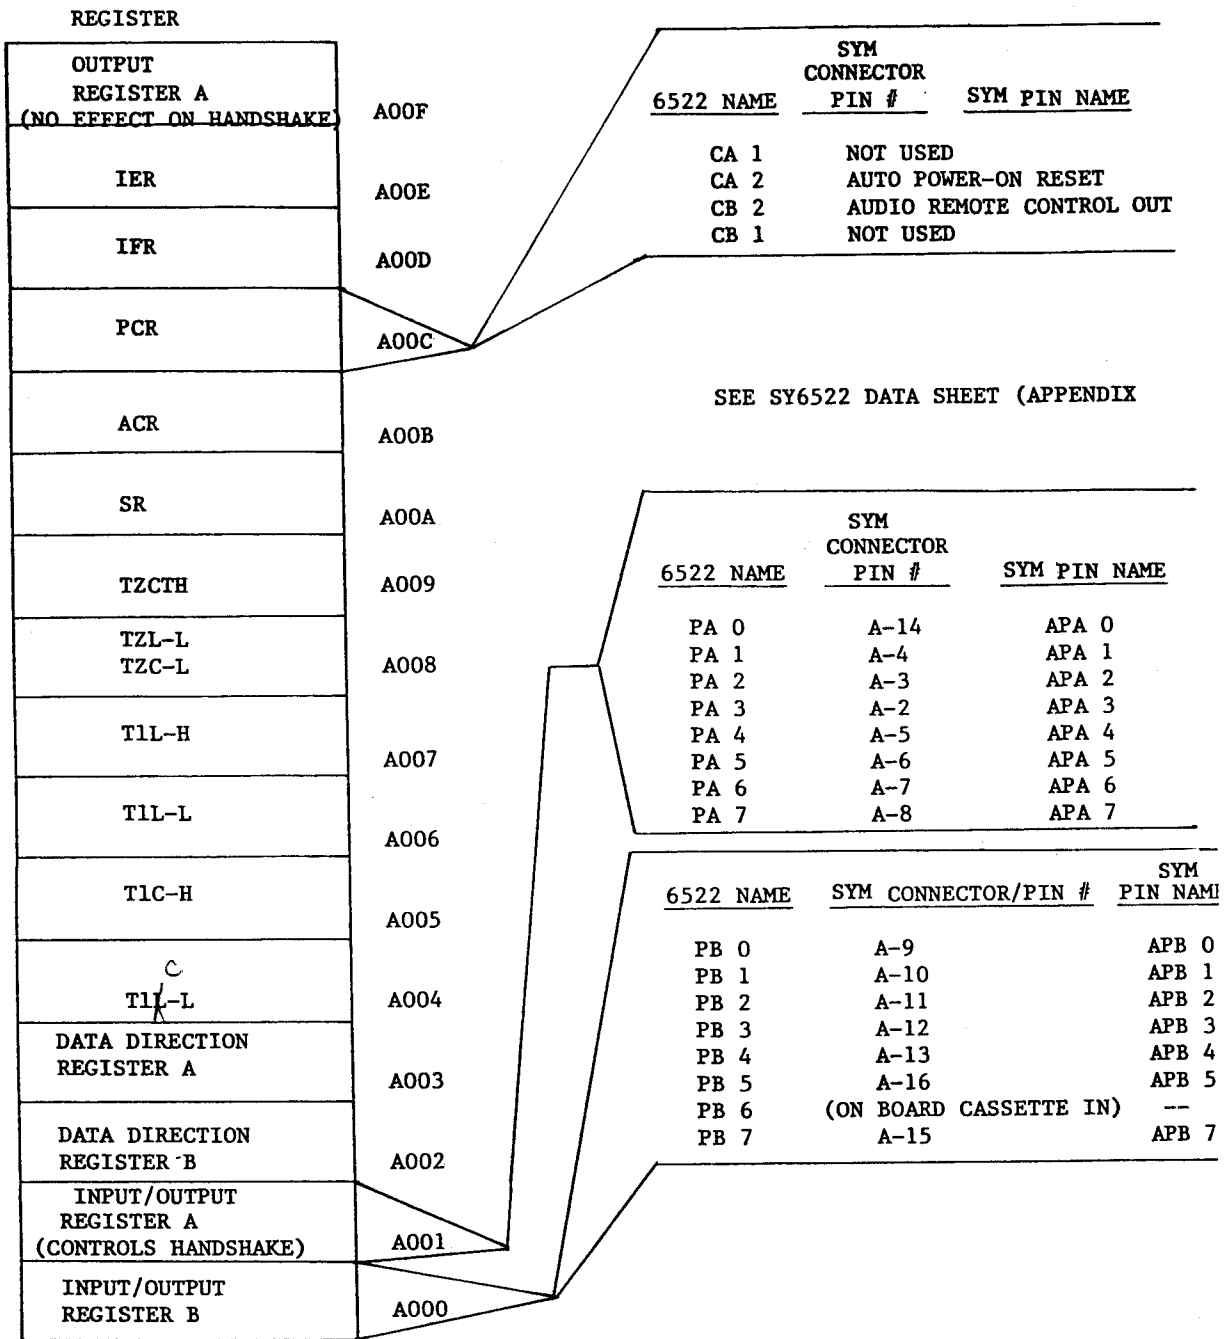 REGISTER
OUTPUT
REGISTER A
(NO EFFECT ON HANDSHAKE)
A00F
IER
A00E
IFR
A00D
PCR
A00C
ACR
A00B
SR
A00A
TZCTH
A009
TZL-L
TZC-L
A008
T1L-H
A007
T1L-L
A006
T1C-H
A005
C
T1L-L
A004
DATA DIRECTION
REGISTER A
A003
DATA DIRECTION
REGISTER B
A002
INPUT/OUTPUT
REGISTER A
(CONTROLS HANDSHAKE)
A001
INPUT/OUTPUT
REGISTER B
A000
SYM
CONNECTOR
6522 NAME PIN # SYM PIN NAME
CA 1 NOT USED
CA 2 AUTO POWER-ON RESET
CB 2 AUDIO REMOTE CONTROL OUT
CB 1 NOT USED
SEE SY6522 DATA SHEET (APPENDIX
SYM
CONNECTOR
6522 NAME PIN # SYM PIN NAME
PA 0 A-14 APA 0
PA 1 A-4 APA 1
PA 2 A-3 APA 2
PA 3 A-2 APA 3
PA 4 A-5 APA 4
PA 5 A-6 APA 5
PA 6 A-7 APA 6
PA 7 A-8 APA 7
SYM
6522 NAME SYM CONNECTOR/PIN # PIN NAME
PB 0 A-9 APB 0
PB 1 A-10 APB 1
PB 2 A-11 APB 2
PB 3 A-12 APB 3
PB 4 A-13 APB 4
PB 5 A-16 APB 5
PB 6 (ON BOARD CASSETTE IN) --
PB 7 A-15 APB 7